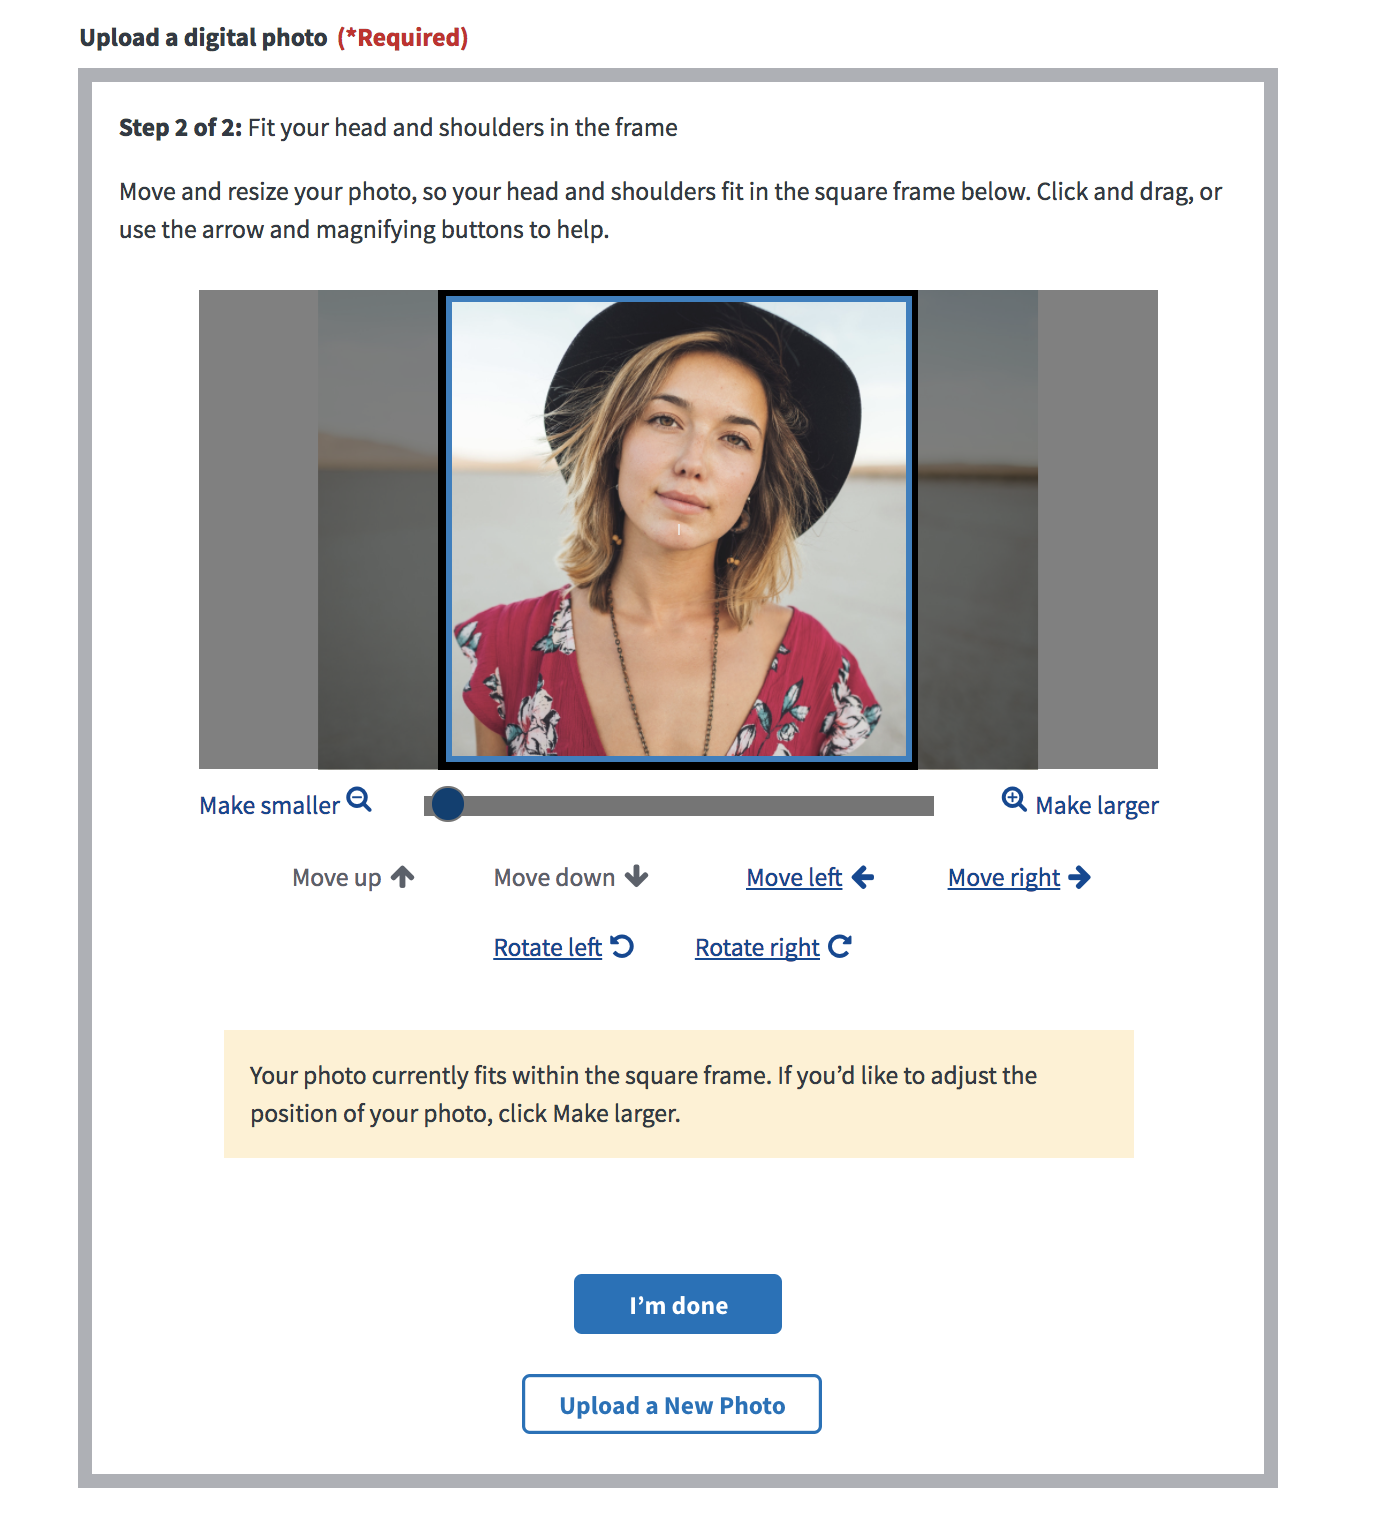 Upload a digital photo (*Required)
Step 2 of 2: Fit your head and shoulders in the frame
Move and resize your photo, so your head and shoulders fit in the square frame below. Click and drag, or
use the arrow and magnifying buttons to help.
Make smaller
Make larger
Move up
Move down
Move left
Move right
Rotate left
Rotate right
Your photo currently fits within the square frame. If you’d like to adjust the
position of your photo, click Make larger.
I’m done
Upload a New Photo